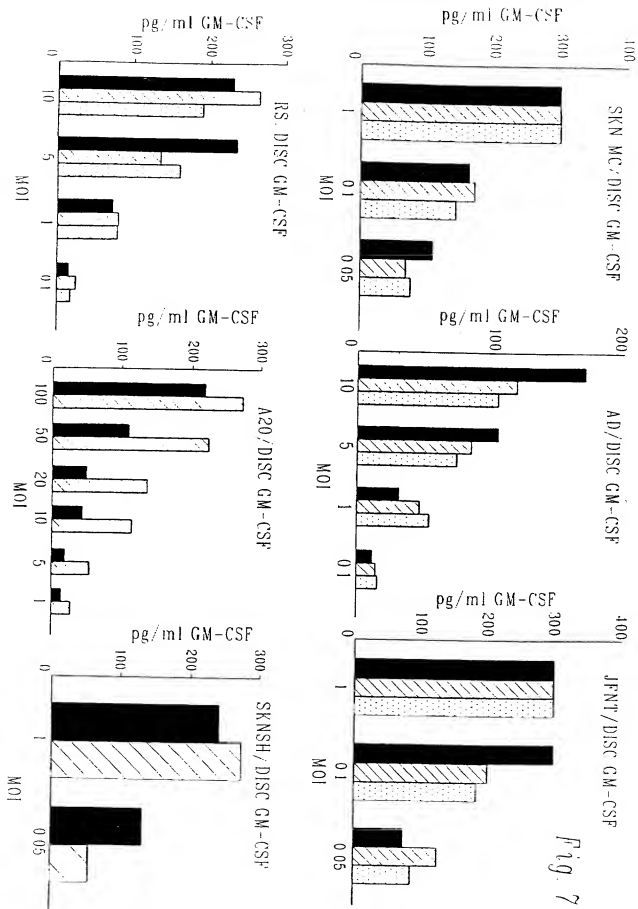 SKN MC/DISC GM-CSF
pg/ml GM-CSF
400
300
200
100
0
1
0.1
0.05
MOI
AD/DISC GM-CSF
pg/ml GM-CSF
200
100
0
10
5
1
0.1
MOI
JFNT/DISC GM-CSF
pg/ml GM-CSF
400
300
200
100
0
1
0.1
0.05
MOI
Fig. 7
RS. DISC GM-CSF
pg/ml GM-CSF
300
200
100
0
10
5
1
0.1
MOI
A20/DISC GM-CSF
pg/ml GM-CSF
300
200
100
0
100
50
20
10
5
1
MOI
SKNSH/DISC GM-CSF
pg/ml GM-CSF
300
200
100
0
1
0.05
MOI